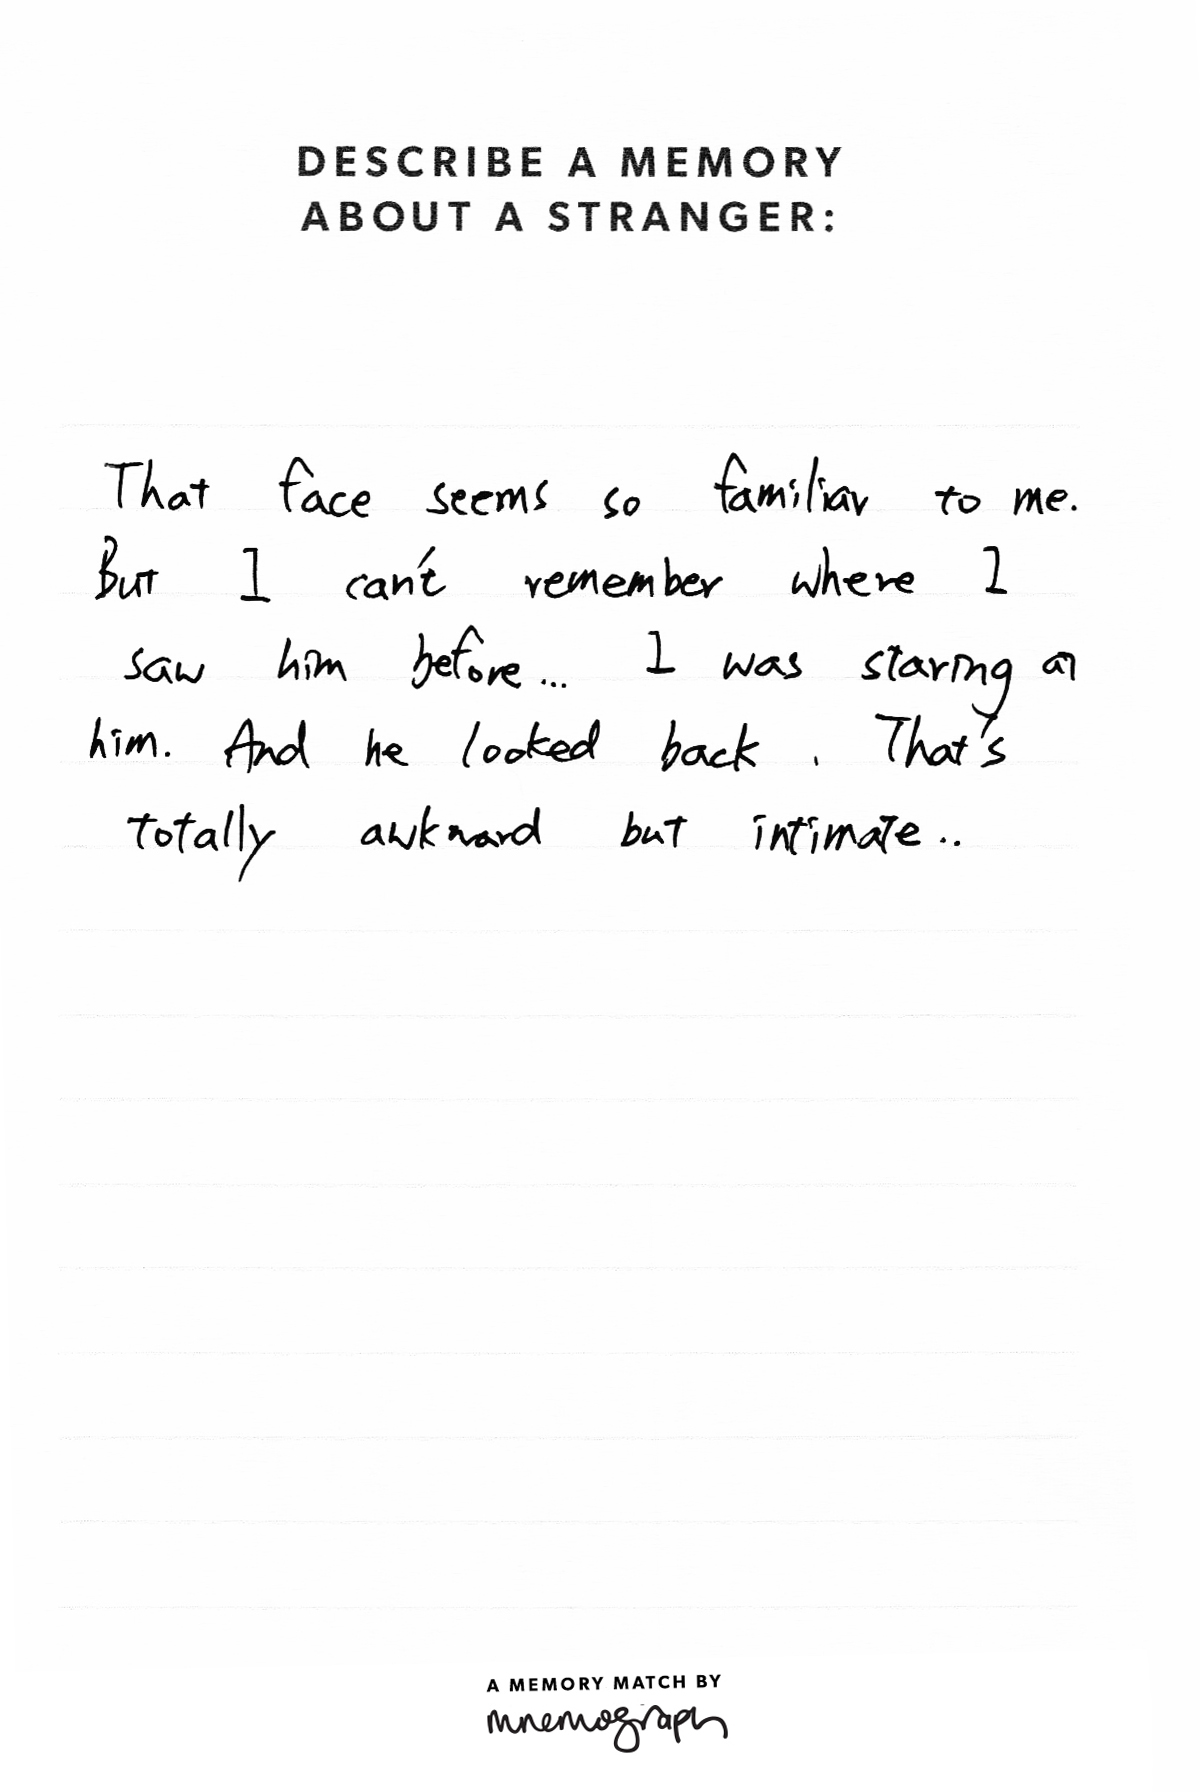 DESCRIBE A MEMORY
ABOUT A STRANGER:
That face seems so familiar to me.
But I can't remember where I
saw him before... I was staring at
him. And he looked back. That's
totally awkward but intimate..
A MEMORY MATCH BY
mnemograph